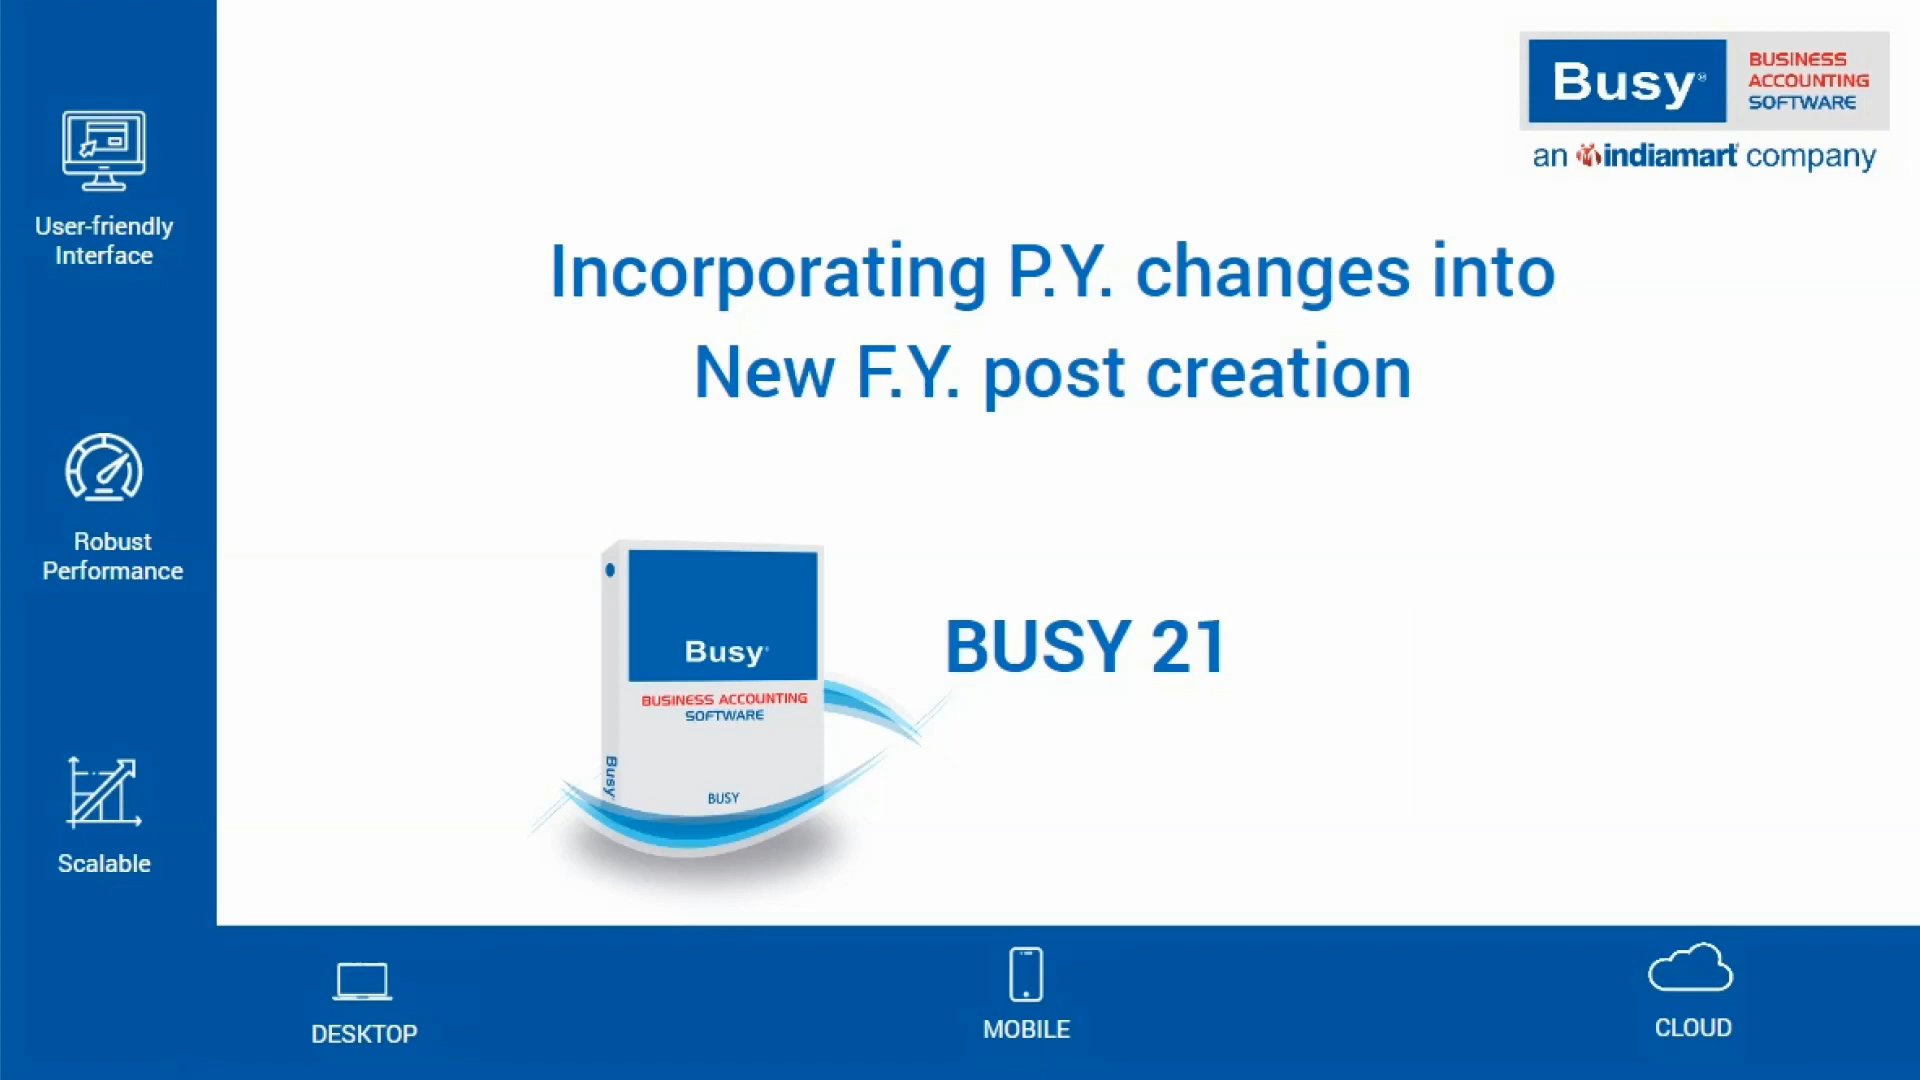 Busy®
BUSINESS
ACCOUNTING
SOFTWARE
an indiamart company
User-friendly
Interface
Incorporating P.Y. changes into
New F.Y. post creation
Robust
Performance
Busy
BUSINESS ACCOUNTING
SOFTWARE
Busy
BUSY
BUSY 21
Scalable
DESKTOP
MOBILE
CLOUD